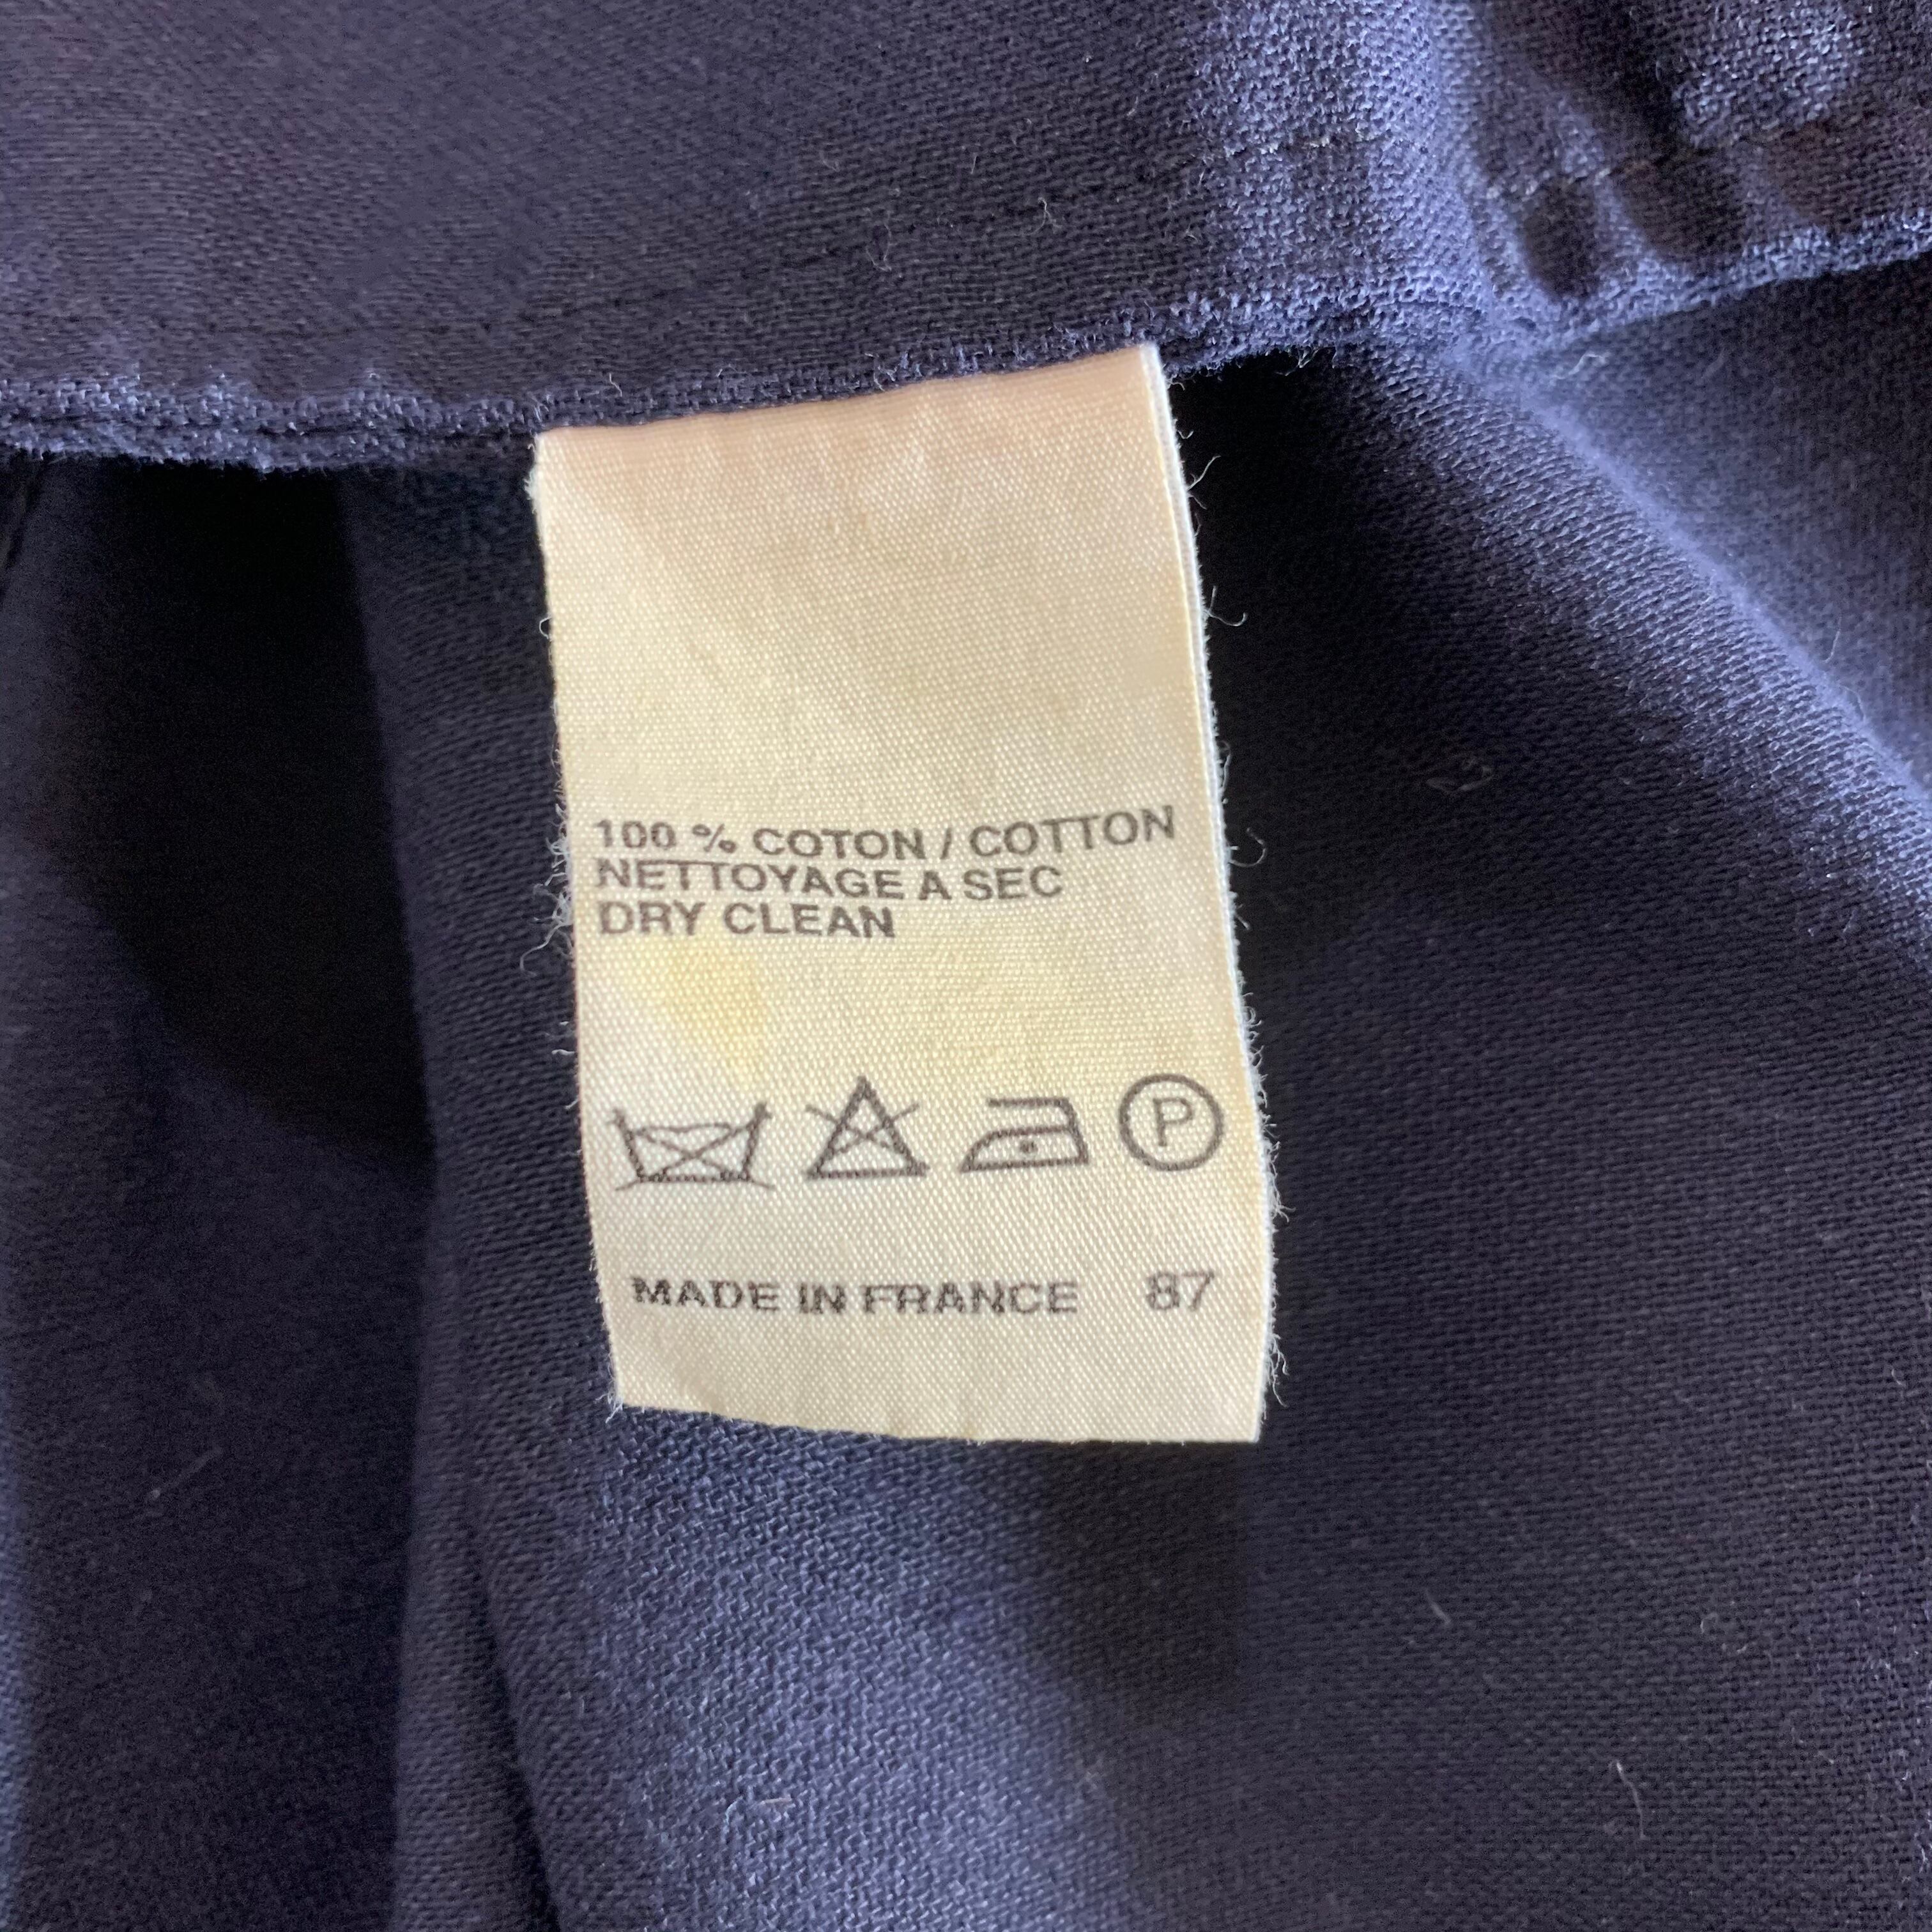 100 % COTON / COTTON
NETTOYAGE A SEC
DRY CLEAN
P
MADE IN FRANCE 87